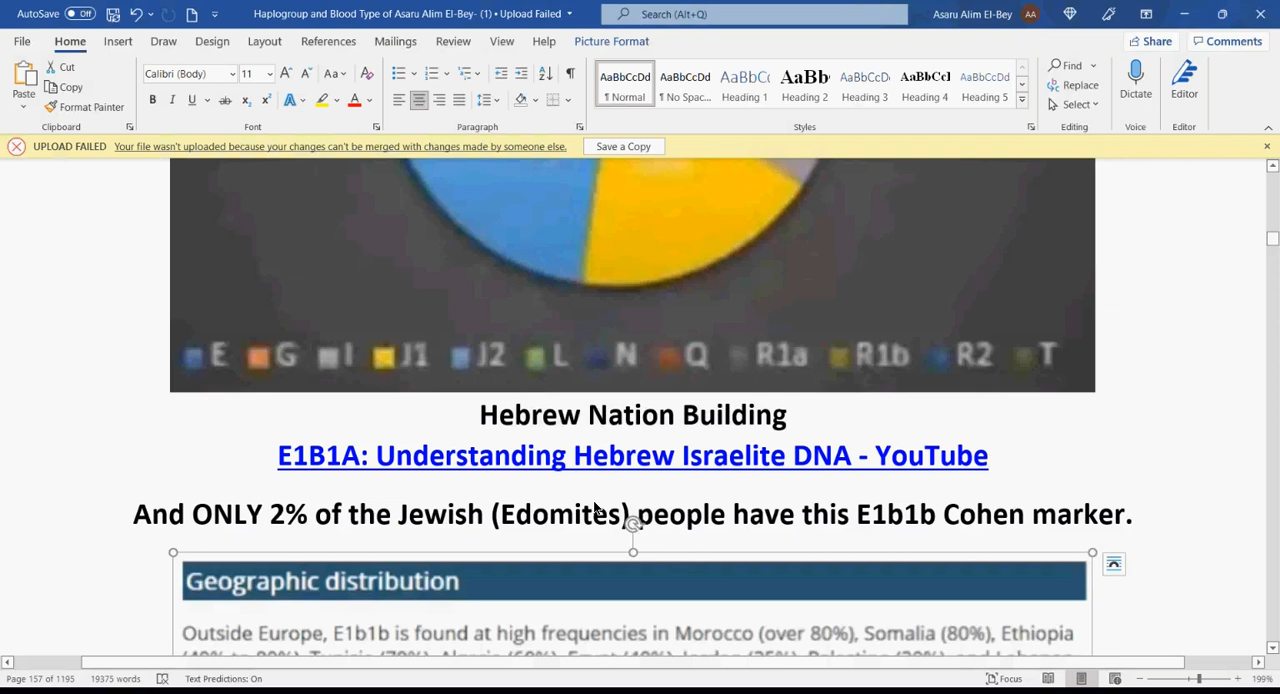 AutoSave Off Haplogroup and Blood Type of Asaru Alim El-Bey- (1) • Upload Failed Search (Alt+Q) Asaru Alim El-Bey AA
File Home Insert Draw Design Layout References Mailings Review View Help Picture Format Share Comments
Paste Cut Copy Format Painter
Calibri (Body) 11
AaBbCcDd AaBbCcDd AaBbCc AaBb AaBbCcDd AaBbCcI AaBbCcDd
¶ Normal ¶ No Spac... Heading 1 Heading 2 Heading 3 Heading 4 Heading 5
Find Replace Select Dictate Editor
Clipboard Font Paragraph Styles Editing Voice Editor
UPLOAD FAILED Your file wasn't uploaded because your changes can't be merged with changes made by someone else. Save a Copy
E G I J1 J2 L N Q R1a R1b R2 T
Hebrew Nation Building
E1B1A: Understanding Hebrew Israelite DNA - YouTube
And ONLY 2% of the Jewish (Edomites) people have this E1b1b Cohen marker.
Geographic distribution
Outside Europe, E1b1b is found at high frequencies in Morocco (over 80%), Somalia (80%), Ethiopia
Page 157 of 1195 19375 words Text Predictions: On Focus 199%